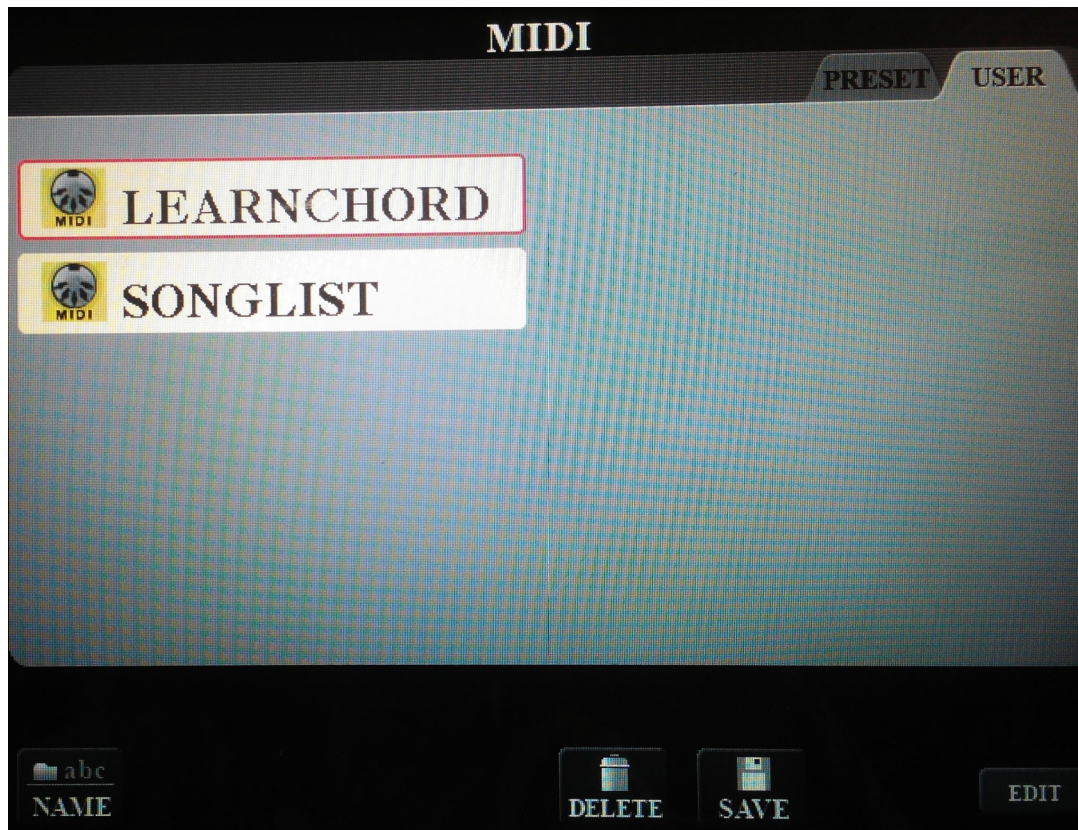 MIDI
PRESET USER
MIDI LEARNCHORD
MIDI SONGLIST
abc
NAME
DELETE
SAVE
EDIT